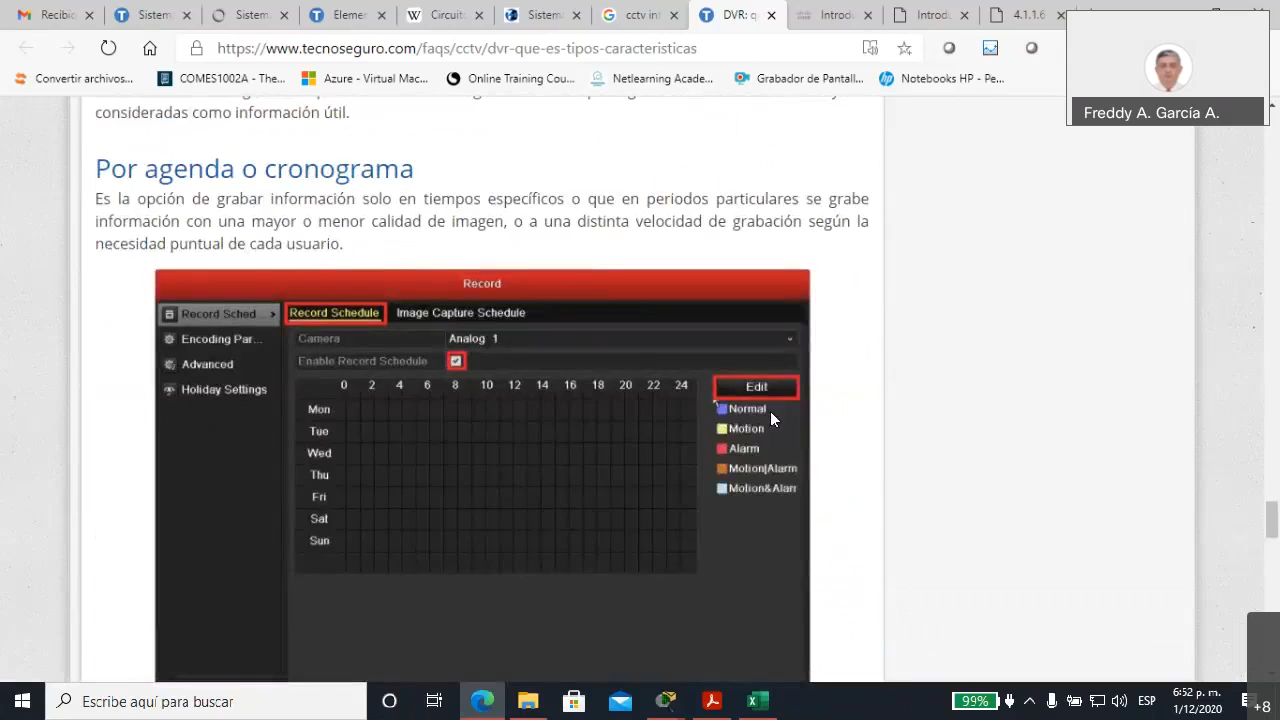 Recibid
Sistema
Sistem
Eleme
Circuit
Sistem
cctv in
DVR: q
Introd
Introd
4.1.1.6
https://www.tecnoseguro.com/faqs/cctv/dvr-que-es-tipos-caracteristicas
Convertir archivos...
COMES1002A - The...
Azure - Virtual Mac...
Online Training Cou...
Netlearning Acade...
Grabador de Pantall...
Notebooks HP - Pe...
Freddy A. García A.
consideradas como información útil.
Por agenda o cronograma
Es la opción de grabar información solo en tiempos específicos o que en periodos particulares se grabe
información con una mayor o menor calidad de imagen, o a una distinta velocidad de grabación según la
necesidad puntual de cada usuario.
Record
Record Sched...
Record Schedule
Image Capture Schedule
Encoding Par...
Camera
Analog 1
Advanced
Enable Record Schedule
Holiday Settings
0 2 4 6 8 10 12 14 16 18 20 22 24
Edit
Mon
Normal
Tue
Motion
Wed
Alarm
Thu
Motion|Alarm
Fri
Motion&Alarr
Sat
Sun
Escribe aquí para buscar
99%
ESP
6:52 p. m.
1/12/2020
+8